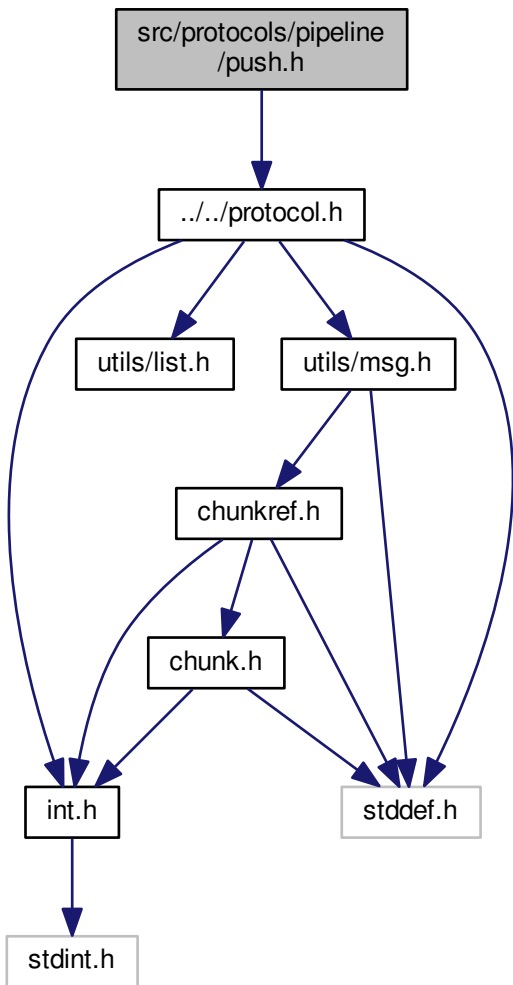 src/protocols/pipeline
/push.h
../../protocol.h
utils/list.h
utils/msg.h
chunkref.h
chunk.h
int.h
stddef.h
stdint.h